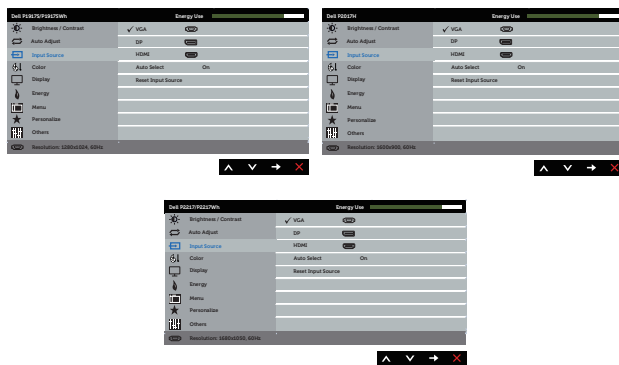 Dell P1917S/P1917SWh Energy Use
Brightness / Contrast VGA
Auto Adjust DP
Input Source HDMI
Color Auto Select On
Display Reset Input Source
Energy
Menu
Personalize
Others
Resolution: 1280x1024, 60Hz
Dell P2017H Energy Use
Brightness / Contrast VGA
Auto Adjust DP
Input Source HDMI
Color Auto Select On
Display Reset Input Source
Energy
Menu
Personalize
Others
Resolution: 1600x900, 60Hz
Dell P2217/P2217Wh Energy Use
Brightness / Contrast VGA
Auto Adjust DP
Input Source HDMI
Color Auto Select On
Display Reset Input Source
Energy
Menu
Personalize
Others
Resolution: 1680x1050, 60Hz